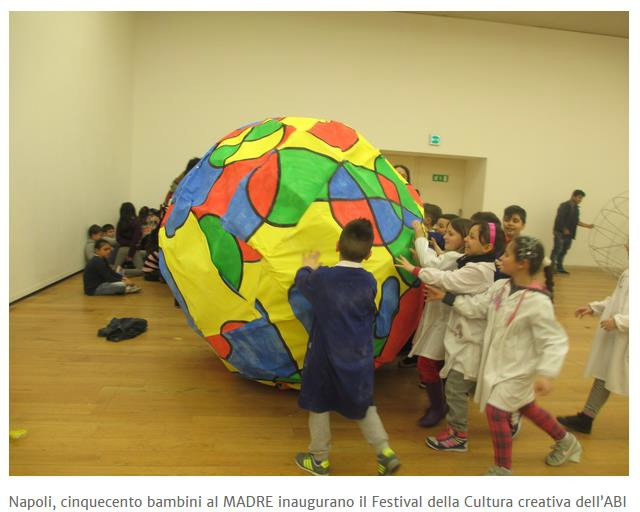 Napoli, cinquecento bambini al MADRE inaugurano il Festival della Cultura creativa dell'ABI